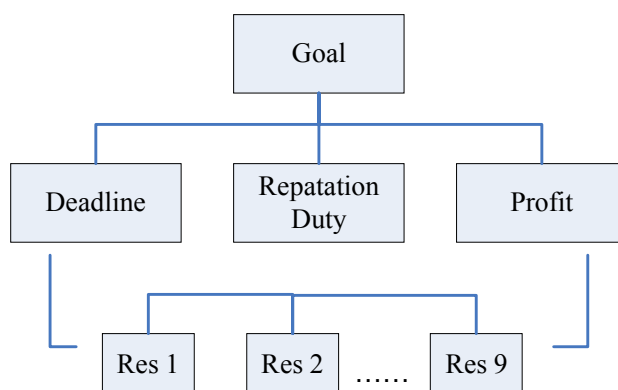 Goal
Deadline
Repatation
Duty
Profit
Res 1
Res 2
......
Res 9